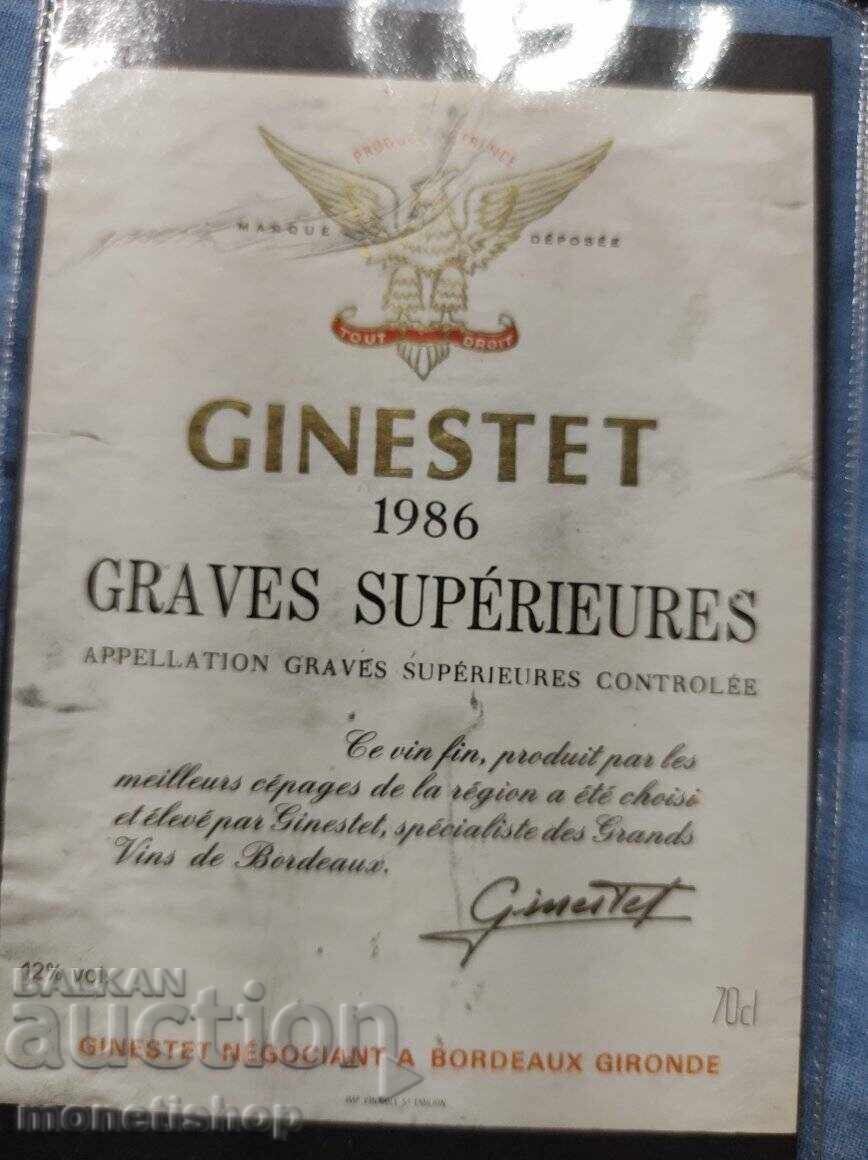 PRODUCE FRANCE
MARQUE DÉPOSÉE
TOUT DROIT
GINESTET
1986
GRAVES SUPÉRIEURES
APPELLATION GRAVES SUPÉRIEURES CONTROLÉE
Ce vin fin, produit par les
meilleurs cépages de la région a été choisi
et élevé par Ginestet, spécialiste des Grands
Vins de Bordeaux.
Ginestet
12% vol.
70cl
BALKAN
auction
GINESTET NÉGOCIANT A BORDEAUX GIRONDE
monetishop